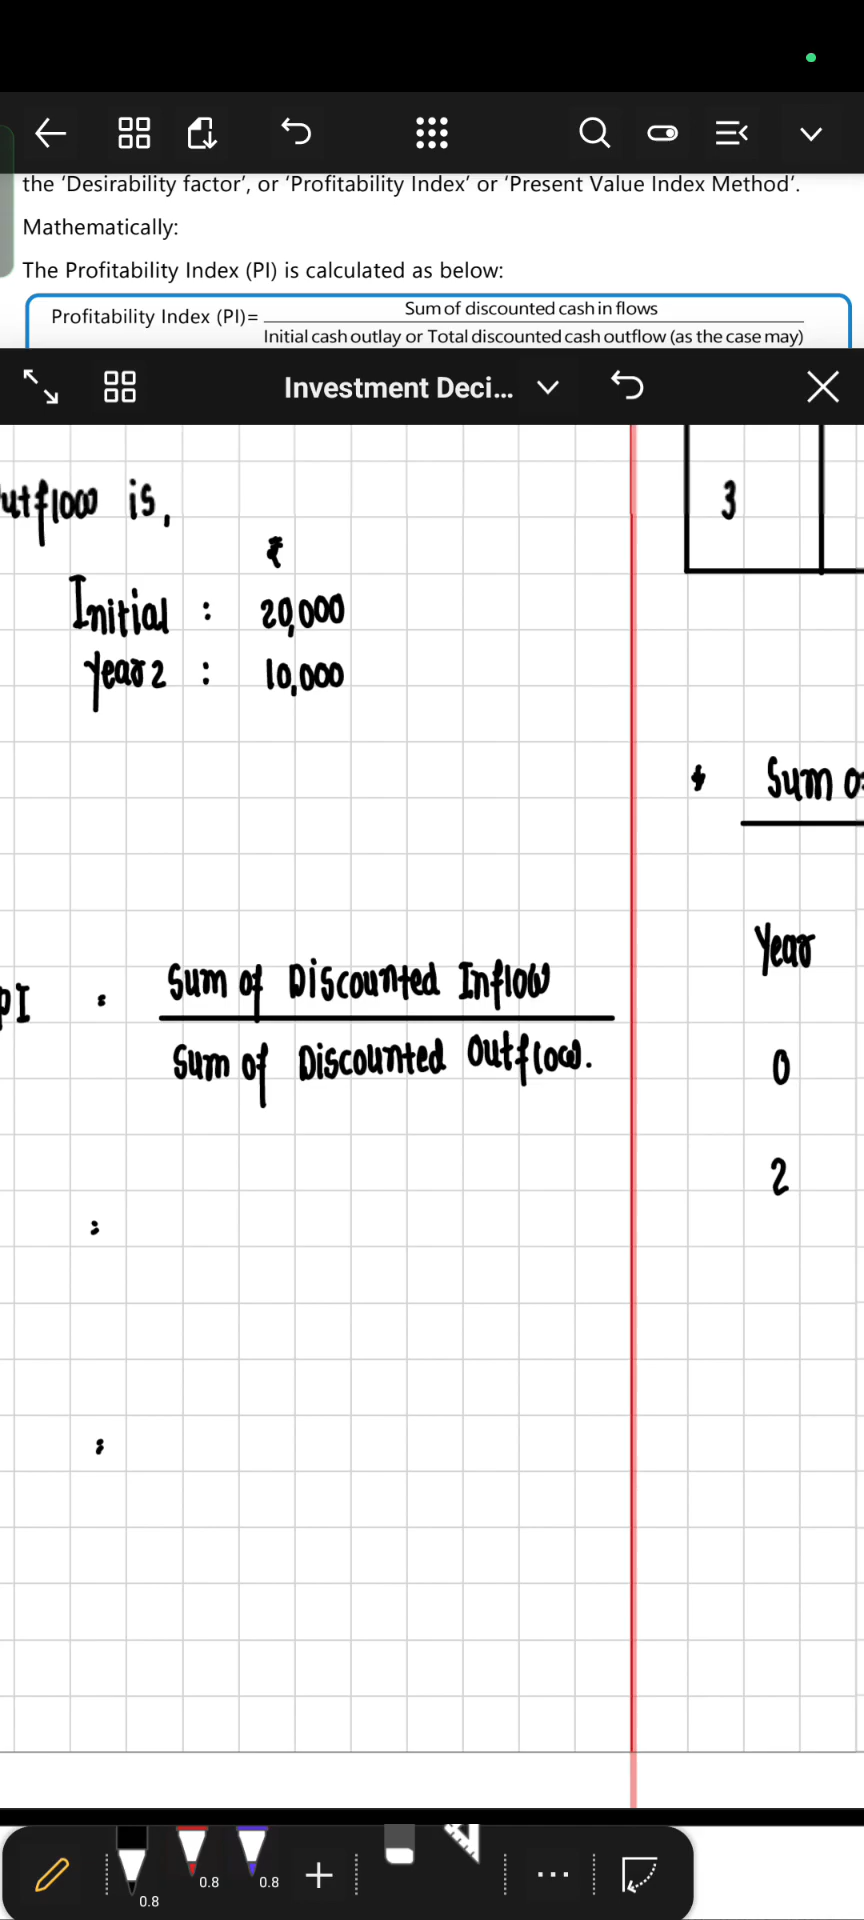 the ‘Desirability factor’, or ‘Profitability Index’ or ‘Present Value Index Method’.
Mathematically:
The Profitability Index (PI) is calculated as below:
Profitability Index (PI)= Sum of discounted cash in flows
Initial cash outlay or Total discounted cash outflow (as the case may)
Investment Deci...
utflow is,
₹
Initial : 20,000
Year 2 : 10,000
PI = Sum of Discounted Inflow
Sum of Discounted Outflow.
=
=
3
Sum o
Year
0
2
0.8
0.8
0.8